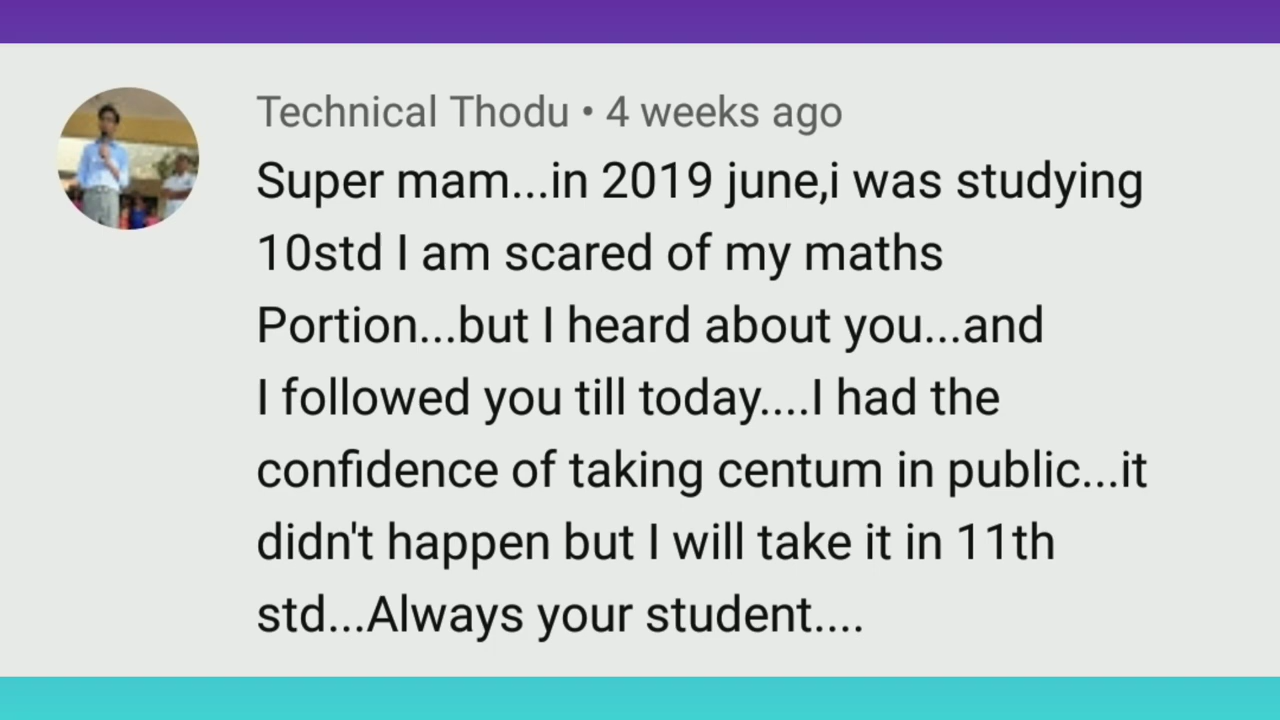 Technical Thodu • 4 weeks ago
Super mam...in 2019 june,i was studying
10std I am scared of my maths
Portion...but I heard about you...and
I followed you till today....I had the
confidence of taking centum in public...it
didn't happen but I will take it in 11th
std...Always your student....